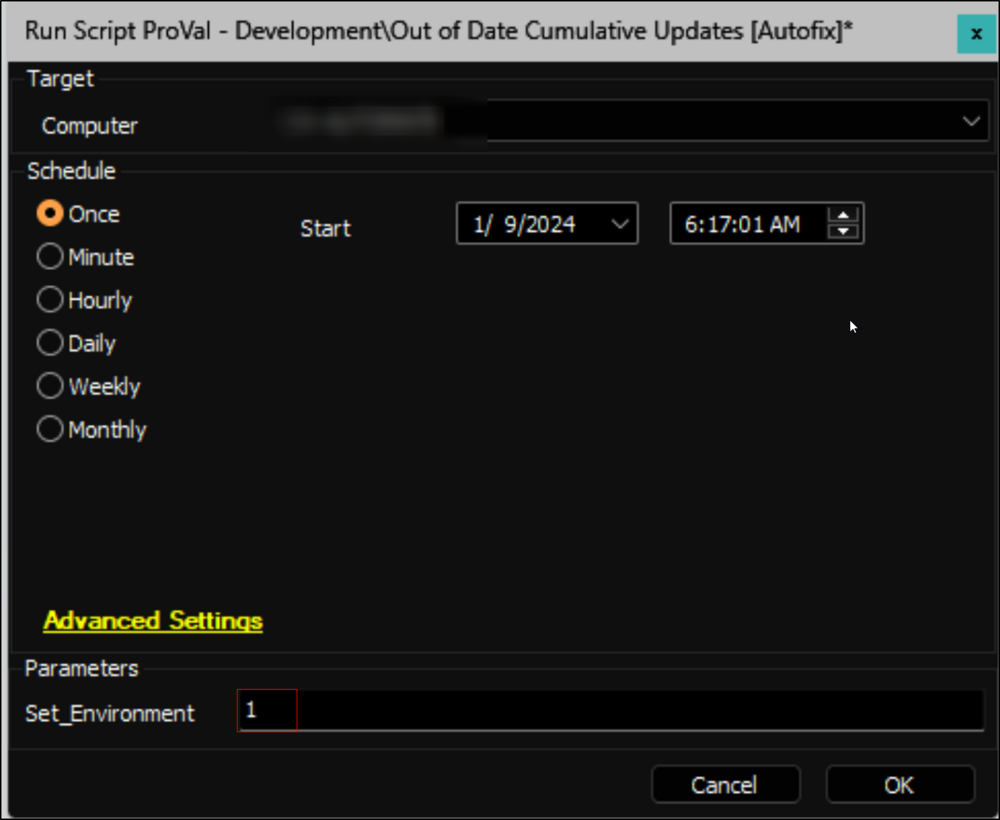 Run Script ProVal - Development\Out of Date Cumulative Updates [Autofix]*
x
Target
Computer
Schedule
Once
Start
1/ 9/2024
6:17:01 AM
Minute
Hourly
Daily
Weekly
Monthly
Advanced Settings
Parameters
Set_Environment
1
Cancel
OK